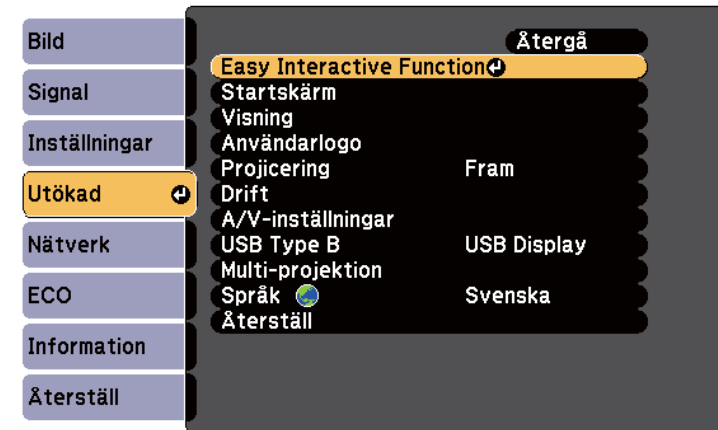 Bild
Signal
Inställningar
Utökad
Nätverk
ECO
Information
Återställ
Återgå
Easy Interactive Function
Startskärm
Visning
Användarlogo
Projicering Fram
Drift
A/V-inställningar
USB Type B USB Display
Multi-projektion
Språk Svenska
Återställ